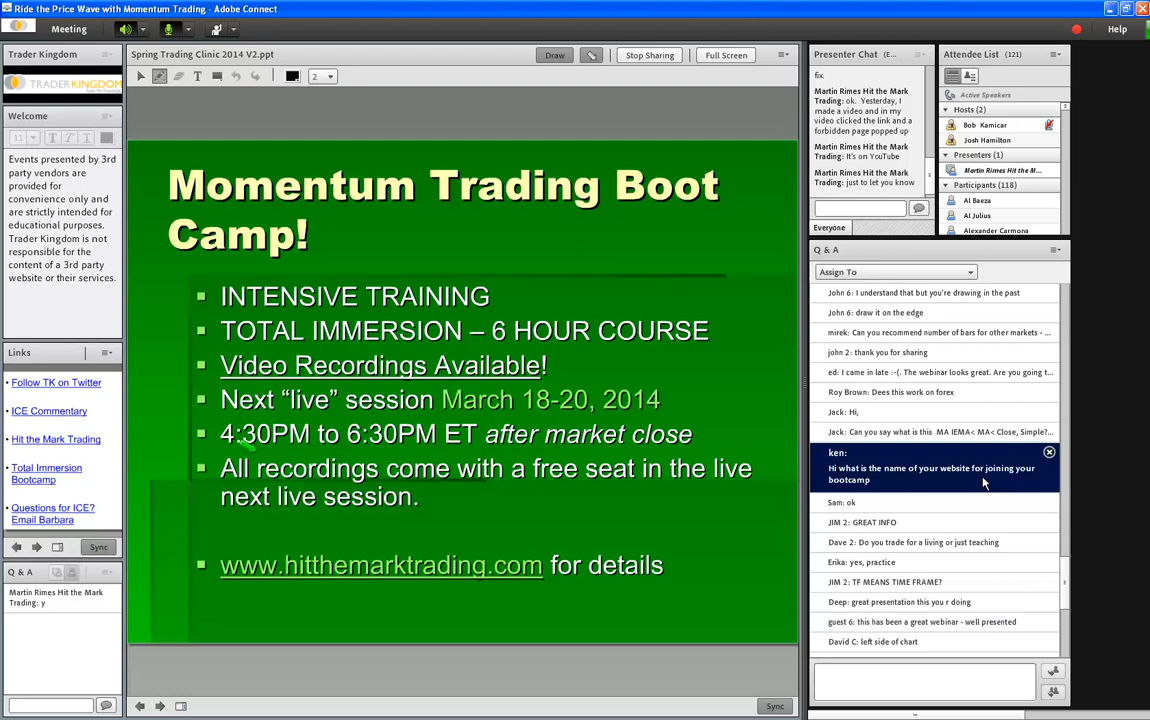 Ride the Price Wave with Momentum Trading - Adobe Connect
Meeting
Help
Trader Kingdom
TRADERKINGDOM
Welcome
11
Events presented by 3rd
party vendors are
provided for
convenience only and
are strictly intended for
educational purposes.
Trader Kingdom is not
responsible for the
content of a 3rd party
website or their services.
Links
Follow TK on Twitter
ICE Commentary
Hit the Mark Trading
Total Immersion
Bootcamp
Questions for ICE?
Email Barbara
Sync
Q & A
Martin Rimes Hit the Mark
Trading: y
Spring Trading Clinic 2014 V2.ppt
Draw
Stop Sharing
Full Screen
2
Momentum Trading Boot
Camp!
INTENSIVE TRAINING
TOTAL IMMERSION – 6 HOUR COURSE
Video Recordings Available!
Next “live” session March 18-20, 2014
4:30PM to 6:30PM ET after market close
All recordings come with a free seat in the live
next live session.
www.hitthemarktrading.com for details
Sync
Presenter Chat (E...
fix.
Martin Rimes Hit the Mark
Trading: ok. Yesterday, I
made a video and in my
video clicked the link and a
forbidden page popped up
Martin Rimes Hit the Mark
Trading: It's on YouTube
Martin Rimes Hit the Mark
Trading: just to let you know
Everyone
Attendee List (121)
Active Speakers
Hosts (2)
Bob Kamicar
Josh Hamilton
Presenters (1)
Martin Rimes Hit the M...
Participants (118)
Al Baeza
Al Julius
Alexander Carmona
Q & A
Assign To
John 6: I understand that but you're drawing in the past
John 6: draw it on the edge
mirek: Can you recommend number of bars for other markets - ...
john 2: thank you for sharing
ed: I came in late :-(. The webinar looks great. Are you going t...
Roy Brown: Dees this work on forex
Jack: Hi,
Jack: Can you say what is this MA IEMA< MA< Close, Simple?...
ken:
Hi what is the name of your website for joining your
bootcamp
Sam: ok
JIM 2: GREAT INFO
Dave 2: Do you trade for a living or just teaching
Erika: yes, practice
JIM 2: TF MEANS TIME FRAME?
Deep: great presentation this you r doing
guest 6: this has been a great webinar - well presented
David C: left side of chart